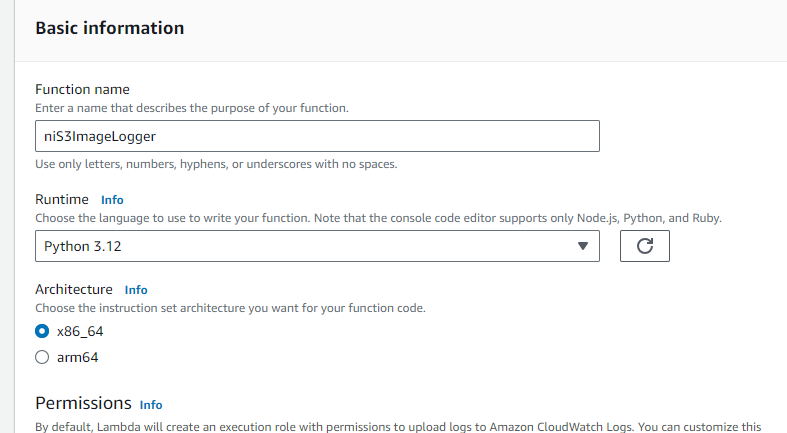 Basic information
Function name
Enter a name that describes the purpose of your function.
niS3ImageLogger
Use only letters, numbers, hyphens, or underscores with no spaces.
Runtime Info
Choose the language to use to write your function. Note that the console code editor supports only Node.js, Python, and Ruby.
Python 3.12
Architecture Info
Choose the instruction set architecture you want for your function code.
x86_64
arm64
Permissions Info
By default, Lambda will create an execution role with permissions to upload logs to Amazon CloudWatch Logs. You can customize this